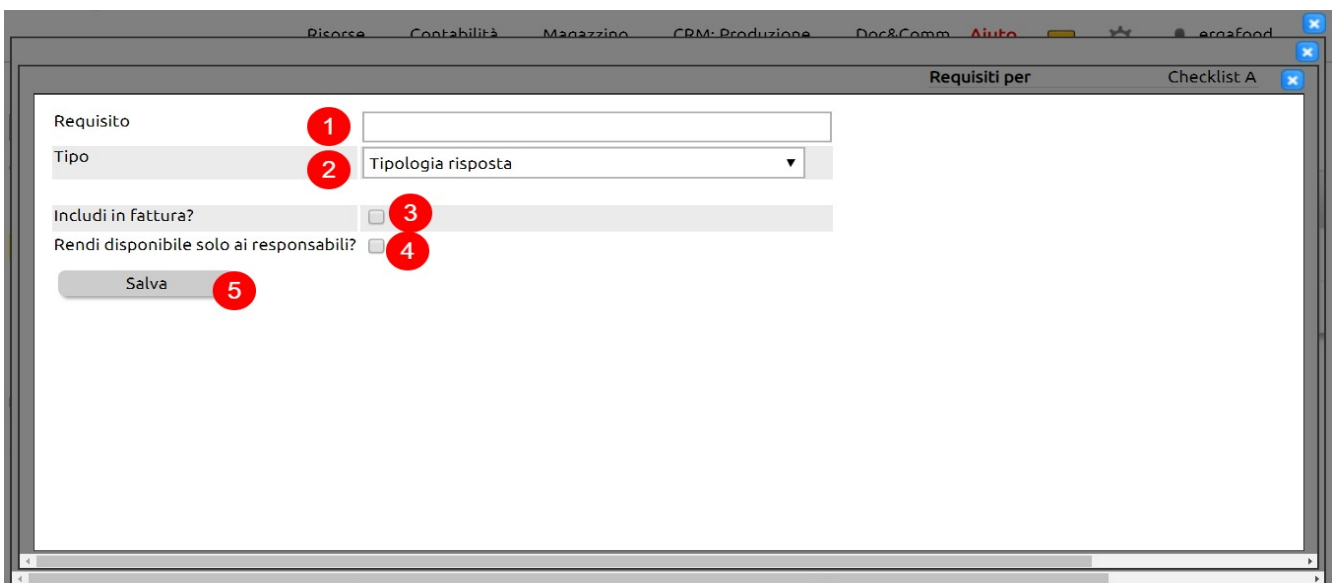 Risorse Contabilità Magazzino CRM: Produzione Doc&Comm Aiuto ergafood
Requisiti per Checklist A
Requisito 1
Tipo 2 Tipologia risposta
Includi in fattura? 3
Rendi disponibile solo ai responsabili? 4
Salva 5